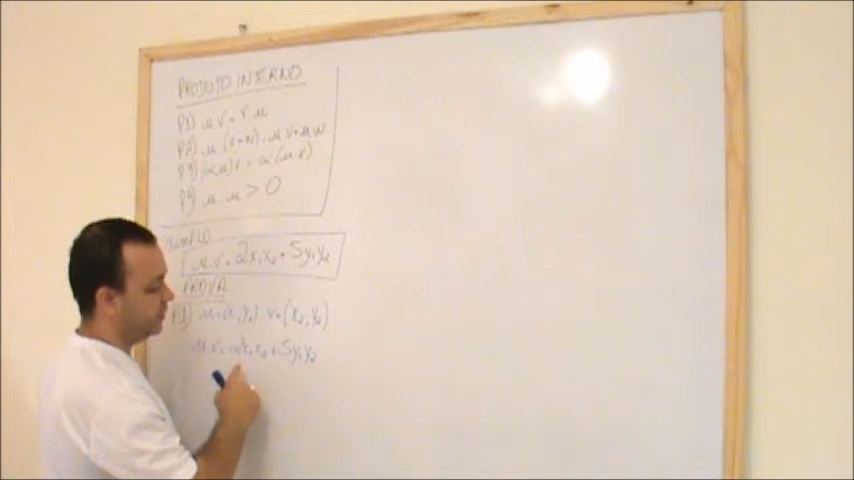 PRODUTO INTERNO
P1) u.v = v.u
P2) u.(v+w) = u.v+u.w
P3) (αu)v = α(u.v)
P4) u.u > 0
EXEMPLO
u.v = 2x₁x₂ + 5y₁y₂
PROVA
P1) u=(x₁,y₁) v=(x₂,y₂)
u.v = 2x₁x₂+5y₁y₂